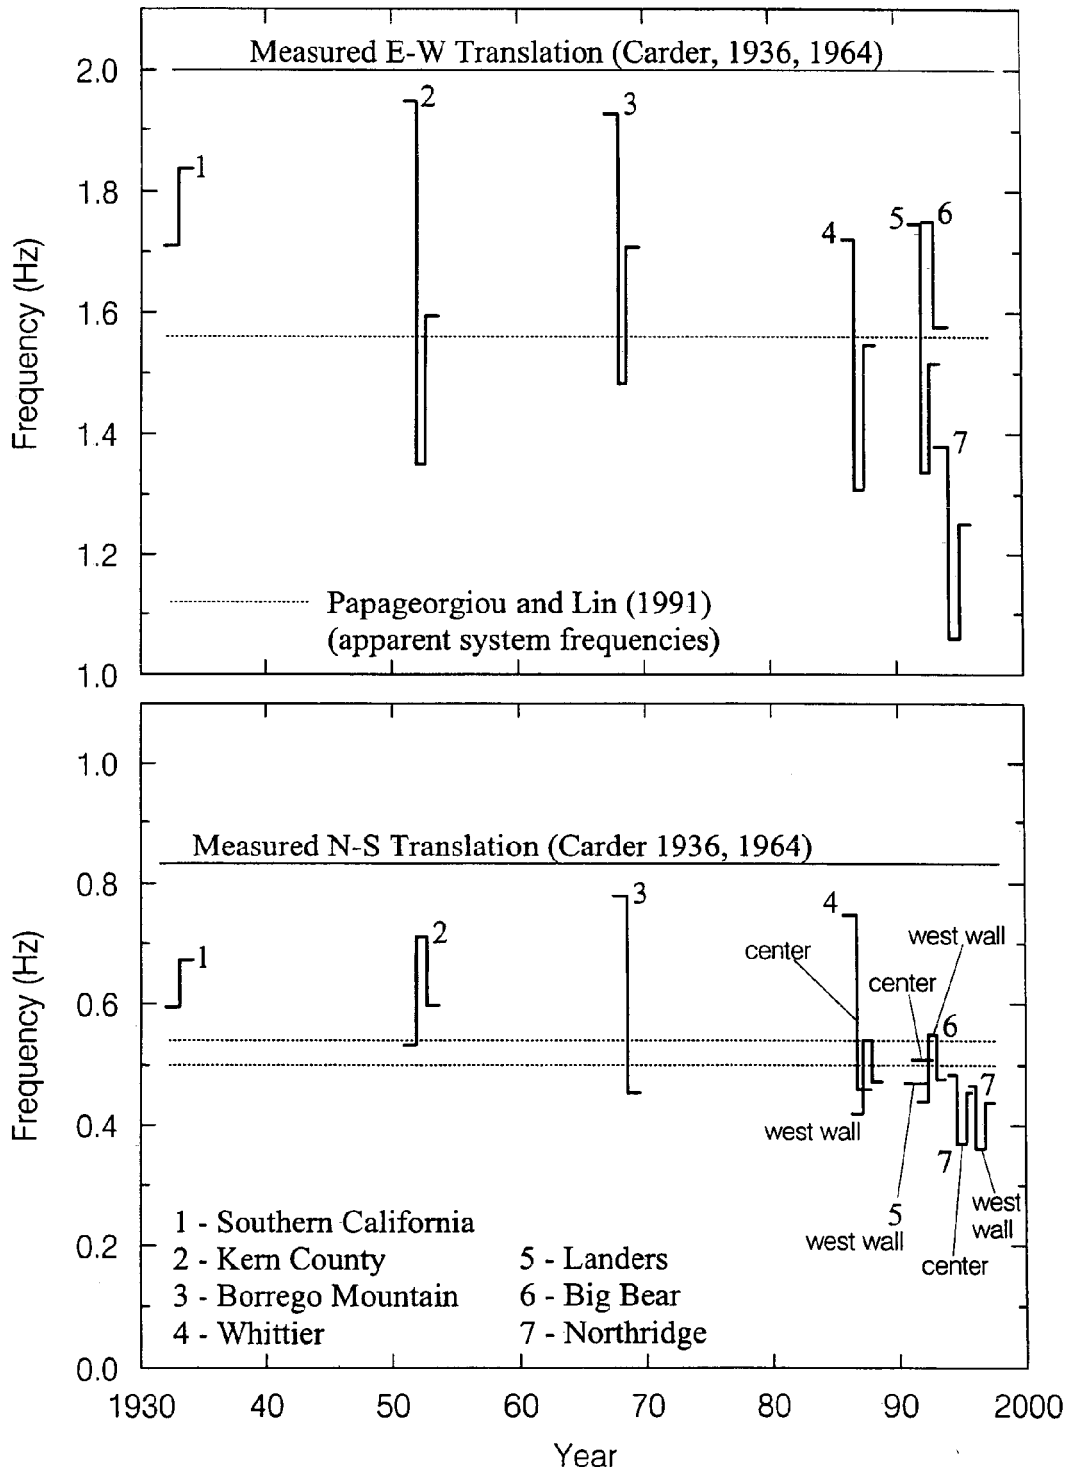 Measured E-W Translation (Carder, 1936, 1964)
2.0
2
3
1
1.8
4
5
6
1.6
7
1.4
1.2
1.0
Frequency (Hz)
Papageorgiou and Lin (1991)
(apparent system frequencies)
1.0
Measured N-S Translation (Carder 1936, 1964)
0.8
0.6
0.4
0.2
0.0
Frequency (Hz)
1
2
3
4
center
west wall
center
west wall
6
7
7
5
west wall
center
west
wall
1 - Southern California
2 - Kern County
3 - Borrego Mountain
4 - Whittier
5 - Landers
6 - Big Bear
7 - Northridge
1930
40
50
60
70
80
90
2000
Year